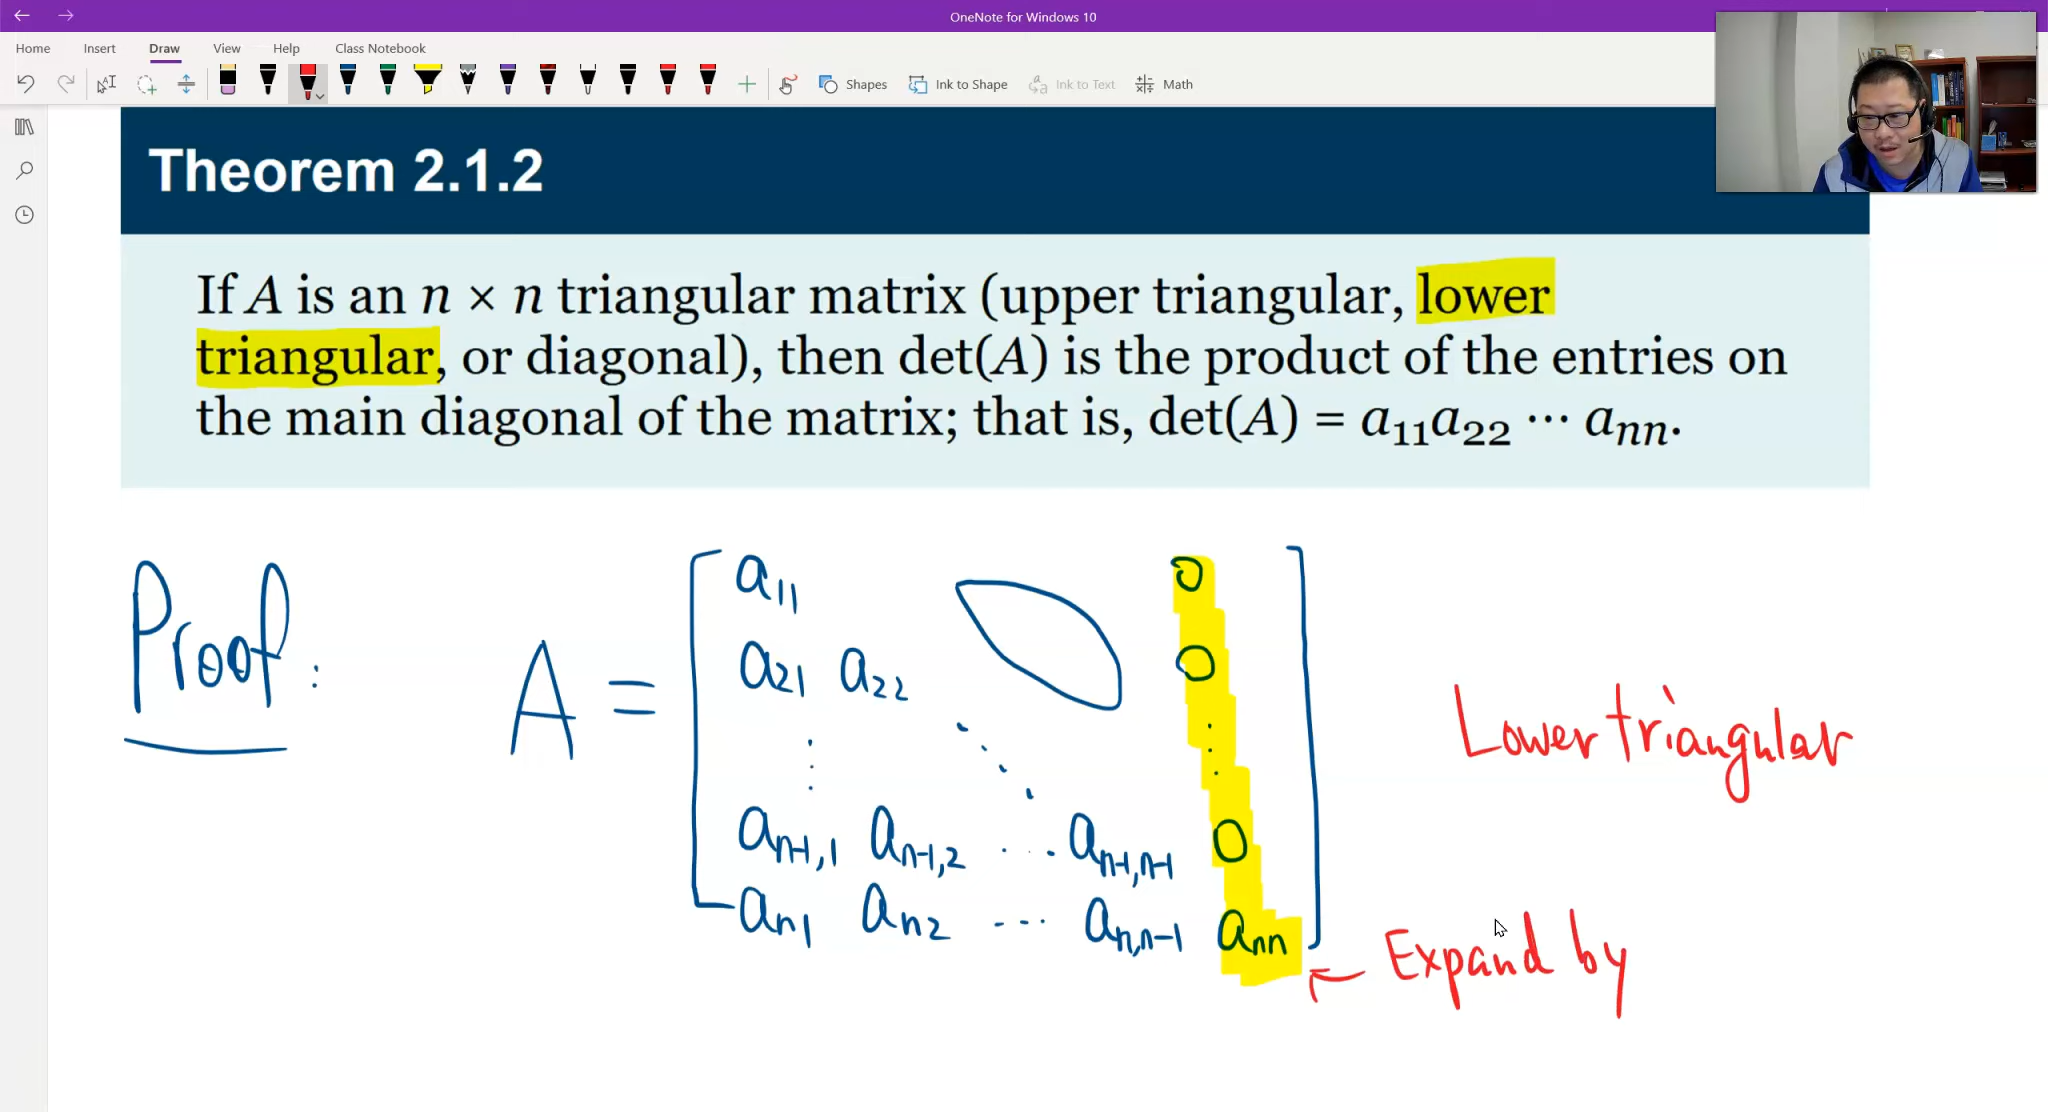 OneNote for Windows 10
Home Insert Draw View Help Class Notebook
Shapes Ink to Shape Ink to Text Math
Theorem 2.1.2
If A is an n × n triangular matrix (upper triangular, lower
triangular, or diagonal), then det(A) is the product of the entries on
the main diagonal of the matrix; that is, det(A) = a₁₁a₂₂ ⋯ aₙₙ.
Proof:
A =
a₁₁ 0
a₂₁ a₂₂ 0
⋮ ⋱ ⋮
aₙ₋₁,₁ aₙ₋₁,₂ ... aₙ₋₁,ₙ₋₁ 0
aₙ₁ aₙ₂ ... aₙ,ₙ₋₁ aₙₙ
Lower triangular
← Expand by